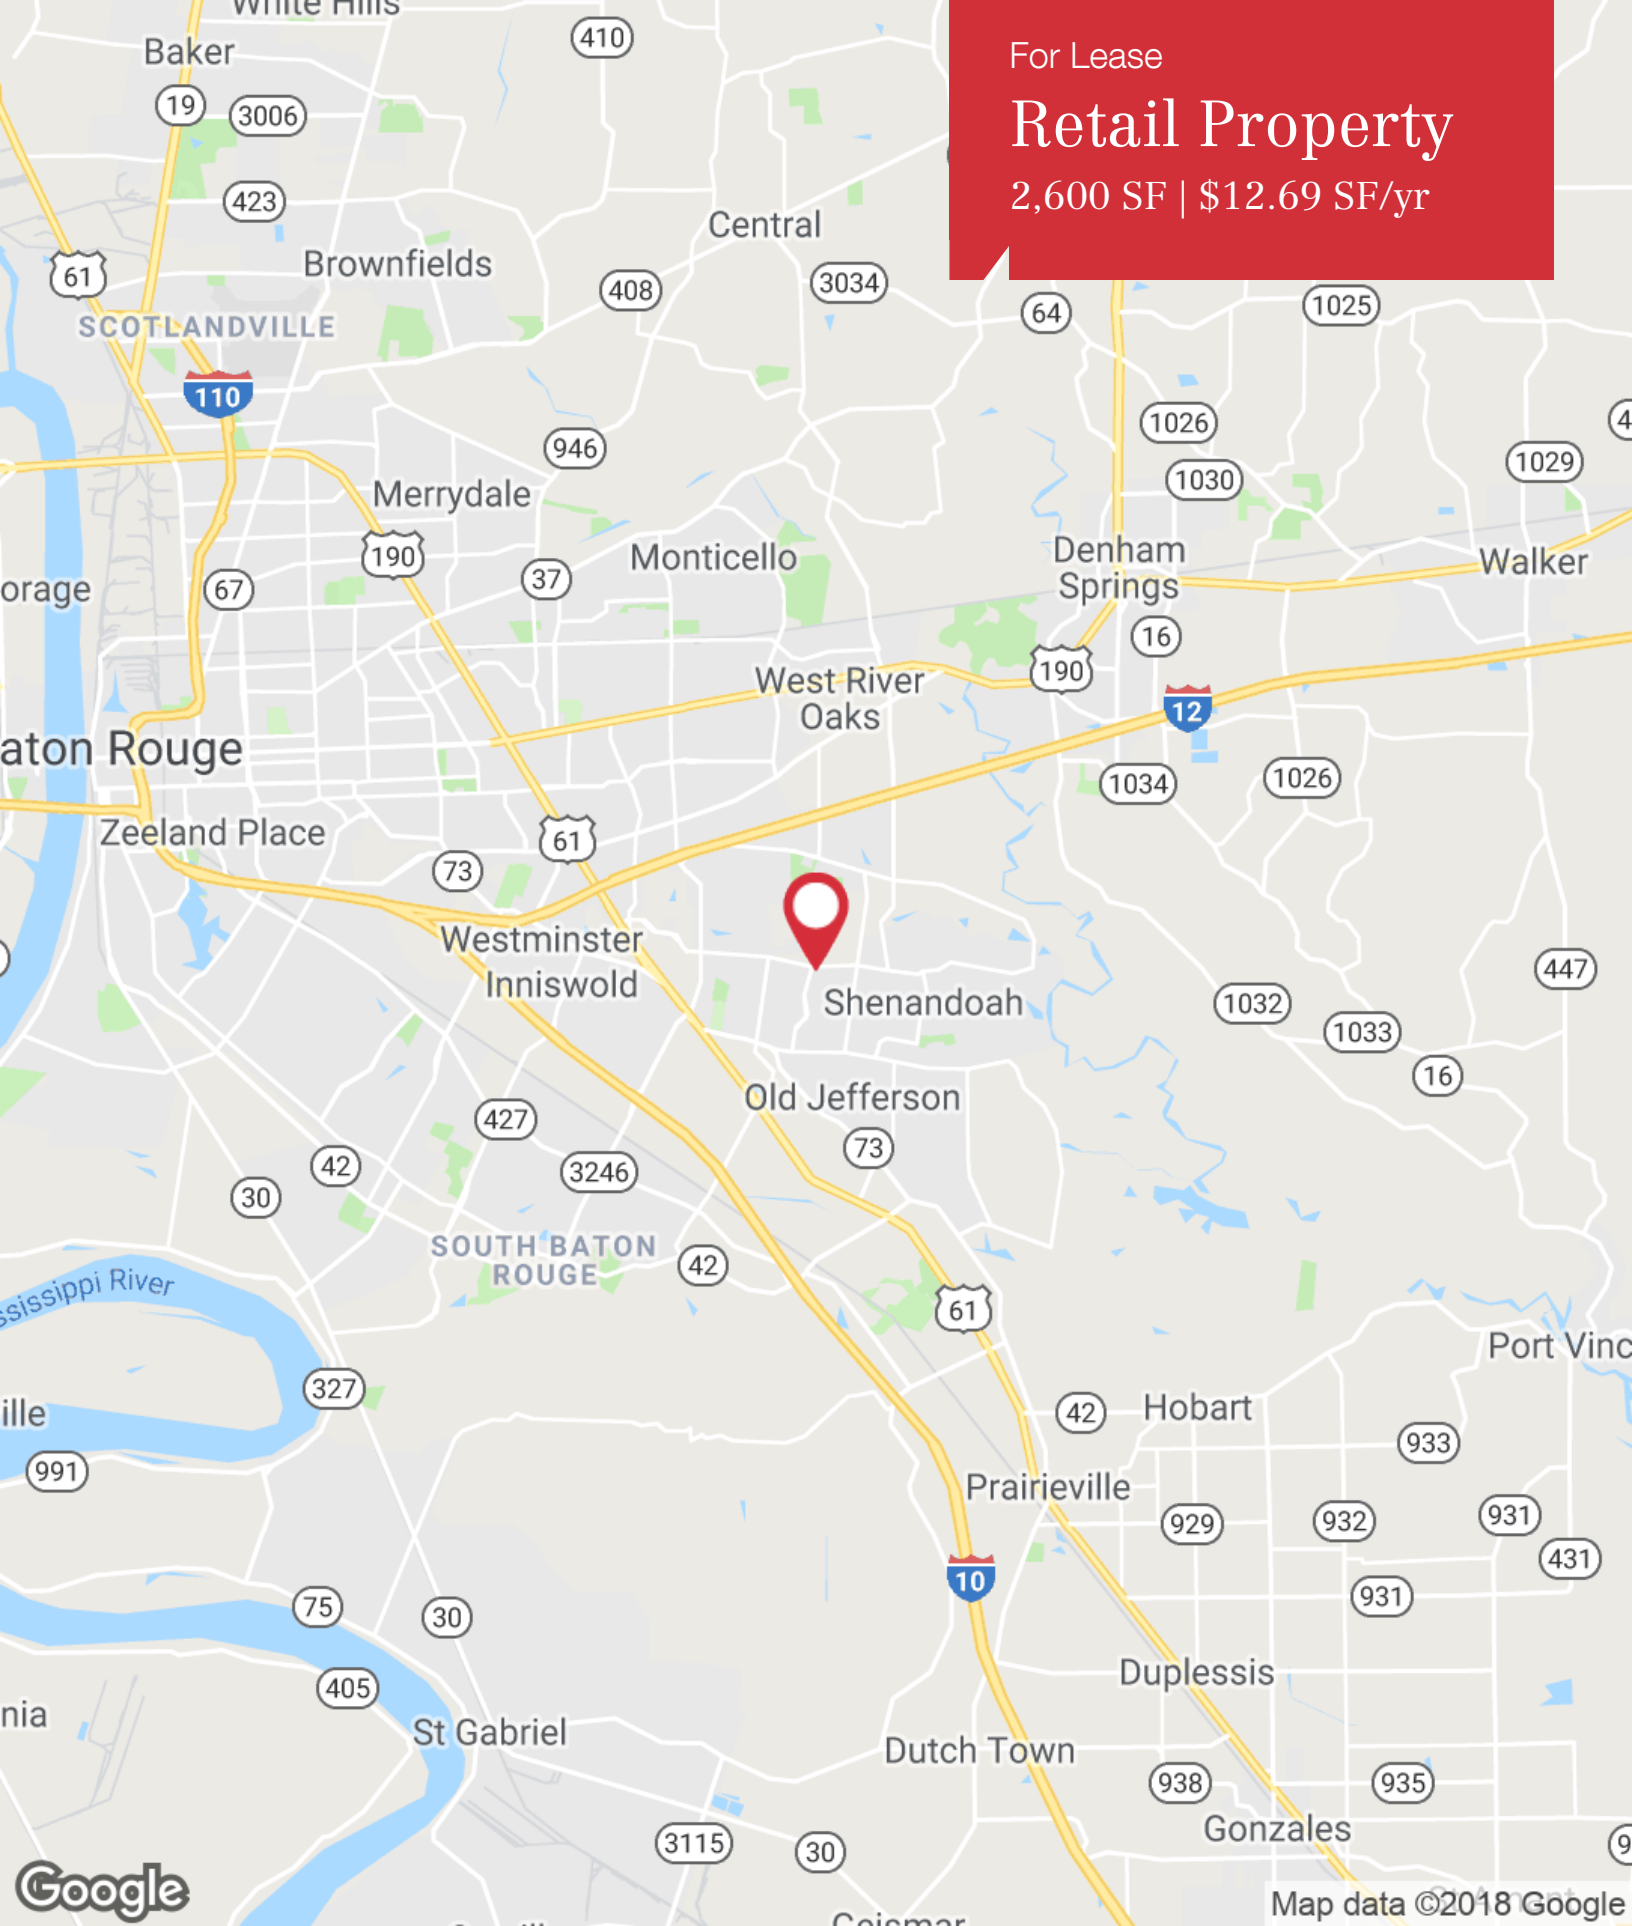 For Lease
Retail Property
2,600 SF | $12.69 SF/yr
White Hills
Baker
410
19
3006
423
Central
61
Brownfields
408
3034
64
1025
SCOTLANDVILLE
110
1026
946
1029
1030
Merrydale
190
Monticello
Denham
Springs
Walker
37
67
orage
16
190
West River
Oaks
12
aton Rouge
1034
1026
Zeeland Place
61
73
Westminster
Inniswold
447
Shenandoah
1032
1033
16
Old Jefferson
427
73
42
3246
30
SOUTH BATON
ROUGE
42
ssissippi River
61
Port Vinc
327
42
Hobart
ille
933
991
Prairieville
929
932
931
431
10
931
75
30
405
Duplessis
nia
St Gabriel
Dutch Town
938
935
Gonzales
3115
30
Google
Map data ©2018 Google
Geismar